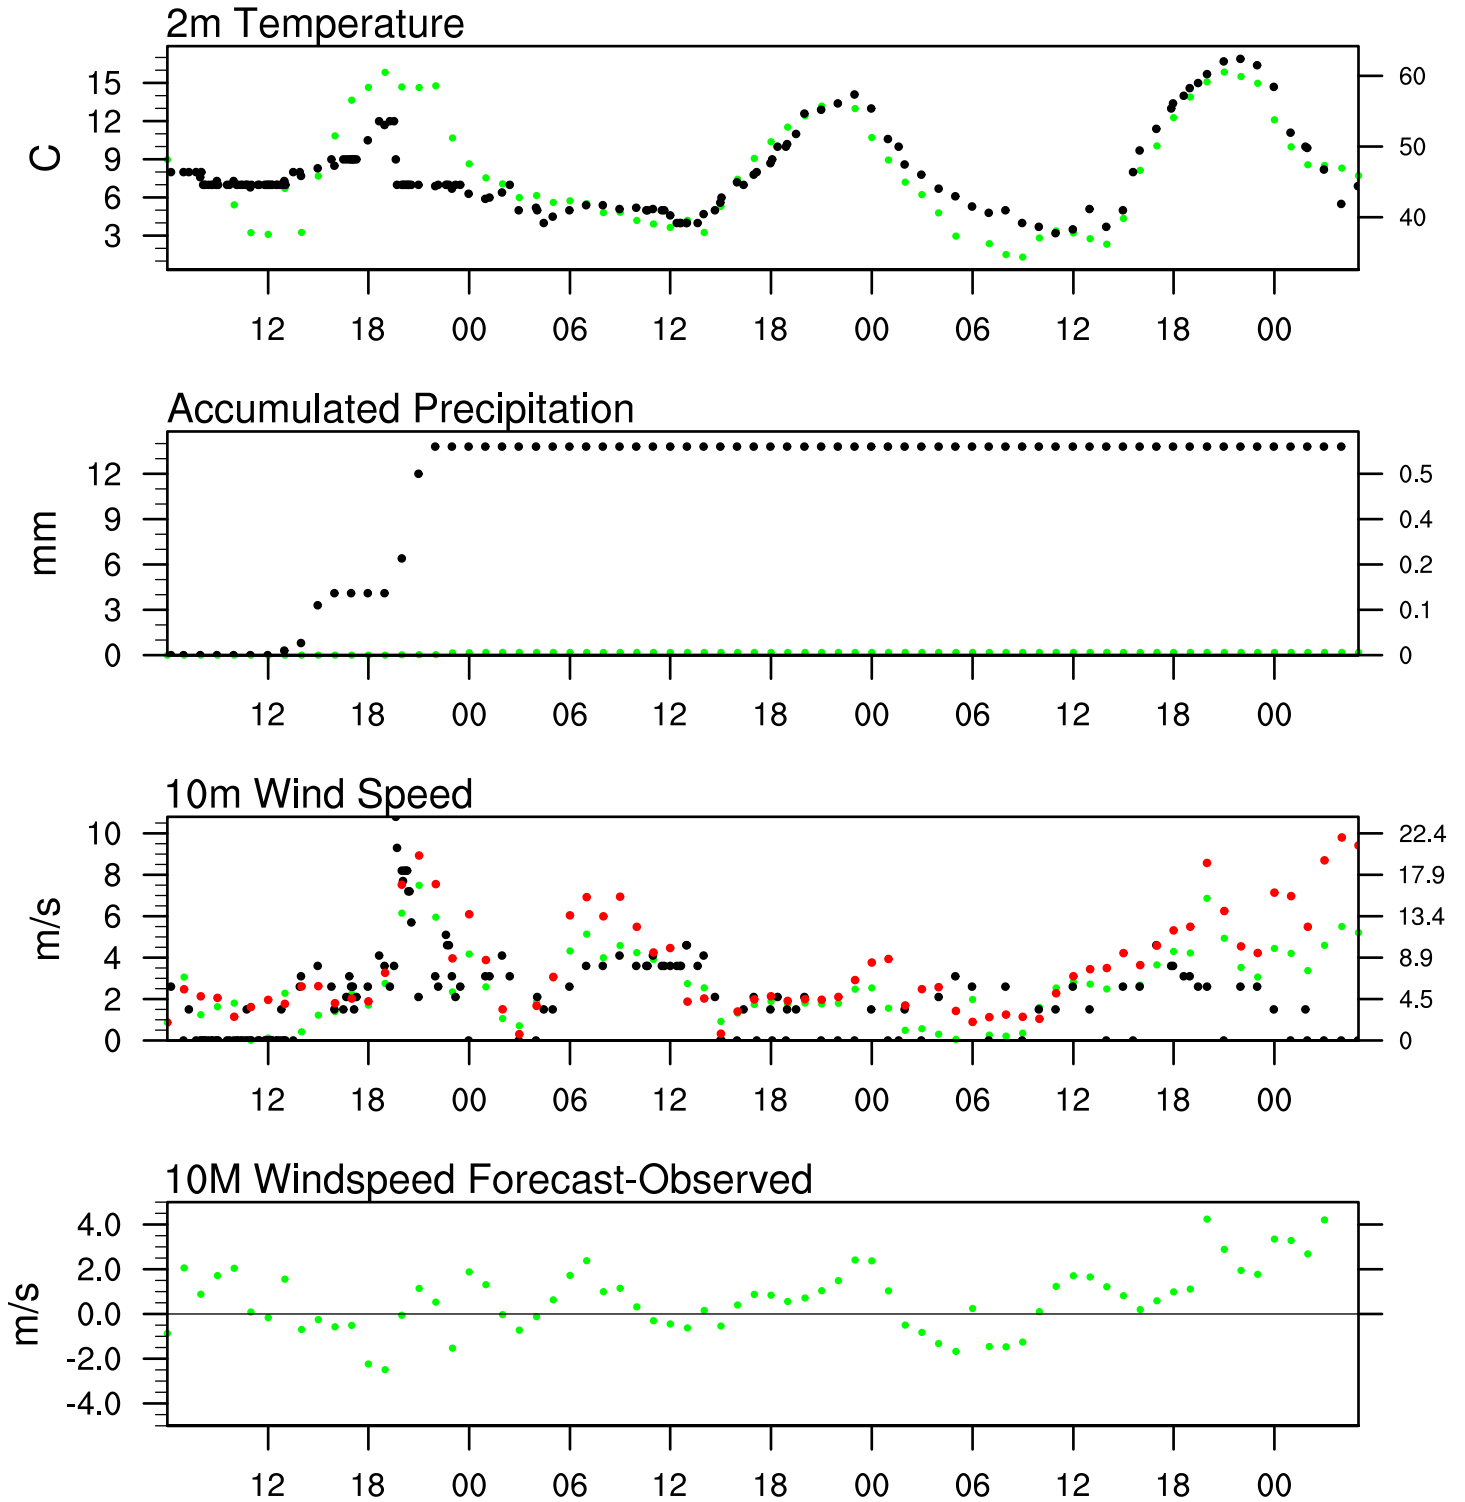 2m Temperature
15 60
12
9 50
6
3 40
C
12 18 00 06 12 18 00 06 12 18 00
Accumulated Precipitation
12 0.5
9 0.4
6 0.2
3 0.1
0 0
mm
12 18 00 06 12 18 00 06 12 18 00
10m Wind Speed
10 22.4
8 17.9
6 13.4
4 8.9
2 4.5
0 0
m/s
12 18 00 06 12 18 00 06 12 18 00
10M Windspeed Forecast-Observed
4.0
2.0
0.0
-2.0
-4.0
m/s
12 18 00 06 12 18 00 06 12 18 00